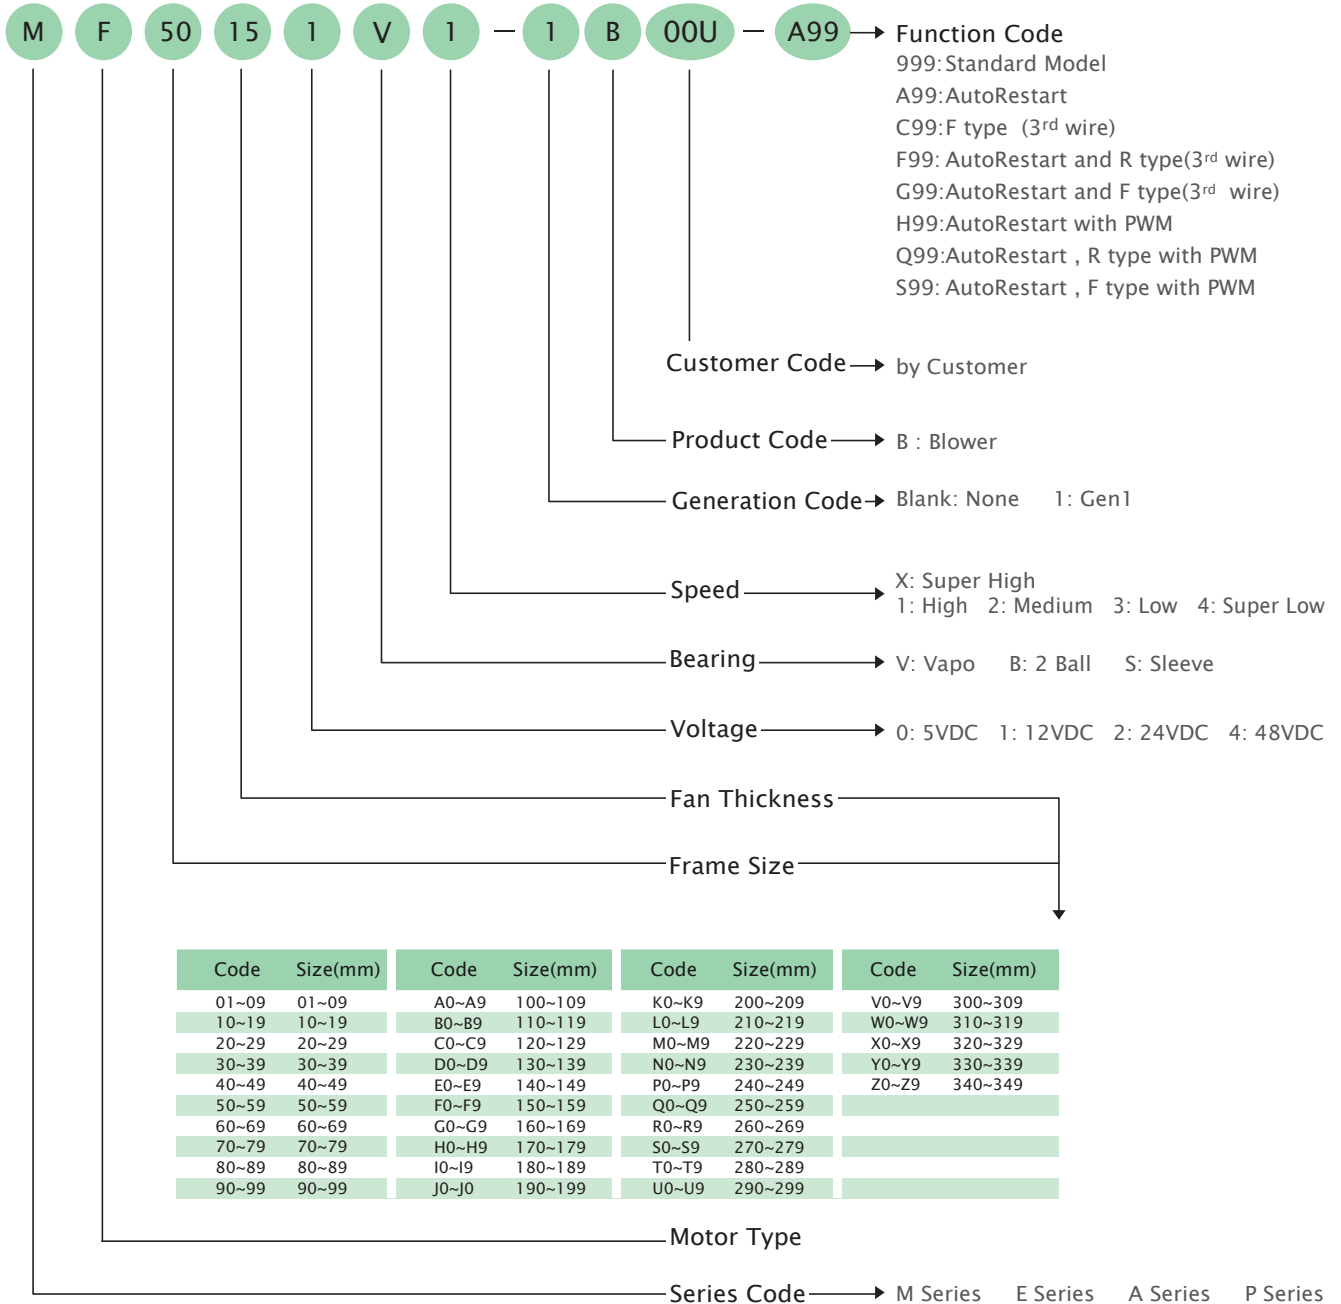 M F 50 15 1 V 1 – 1 B 00U – A99 Function Code
999:Standard Model
A99:AutoRestart
C99:F type (3rd wire)
F99: AutoRestart and R type(3rd wire)
G99:AutoRestart and F type(3rd wire)
H99:AutoRestart with PWM
Q99:AutoRestart , R type with PWM
S99: AutoRestart , F type with PWM
Customer Code by Customer
Product Code B : Blower
Generation Code Blank: None 1: Gen1
Speed X: Super High
1: High 2: Medium 3: Low 4: Super Low
Bearing V: Vapo B: 2 Ball S: Sleeve
Voltage 0: 5VDC 1: 12VDC 2: 24VDC 4: 48VDC
Fan Thickness
Frame Size
Code Size(mm) Code Size(mm) Code Size(mm) Code Size(mm)
01~09 01~09 A0~A9 100~109 K0~K9 200~209 V0~V9 300~309
10~19 10~19 B0~B9 110~119 L0~L9 210~219 W0~W9 310~319
20~29 20~29 C0~C9 120~129 M0~M9 220~229 X0~X9 320~329
30~39 30~39 D0~D9 130~139 N0~N9 230~239 Y0~Y9 330~339
40~49 40~49 E0~E9 140~149 P0~P9 240~249 Z0~Z9 340~349
50~59 50~59 F0~F9 150~159 Q0~Q9 250~259
60~69 60~69 G0~G9 160~169 R0~R9 260~269
70~79 70~79 H0~H9 170~179 S0~S9 270~279
80~89 80~89 I0~I9 180~189 T0~T9 280~289
90~99 90~99 J0~J0 190~199 U0~U9 290~299
Motor Type
Series Code M Series E Series A Series P Series